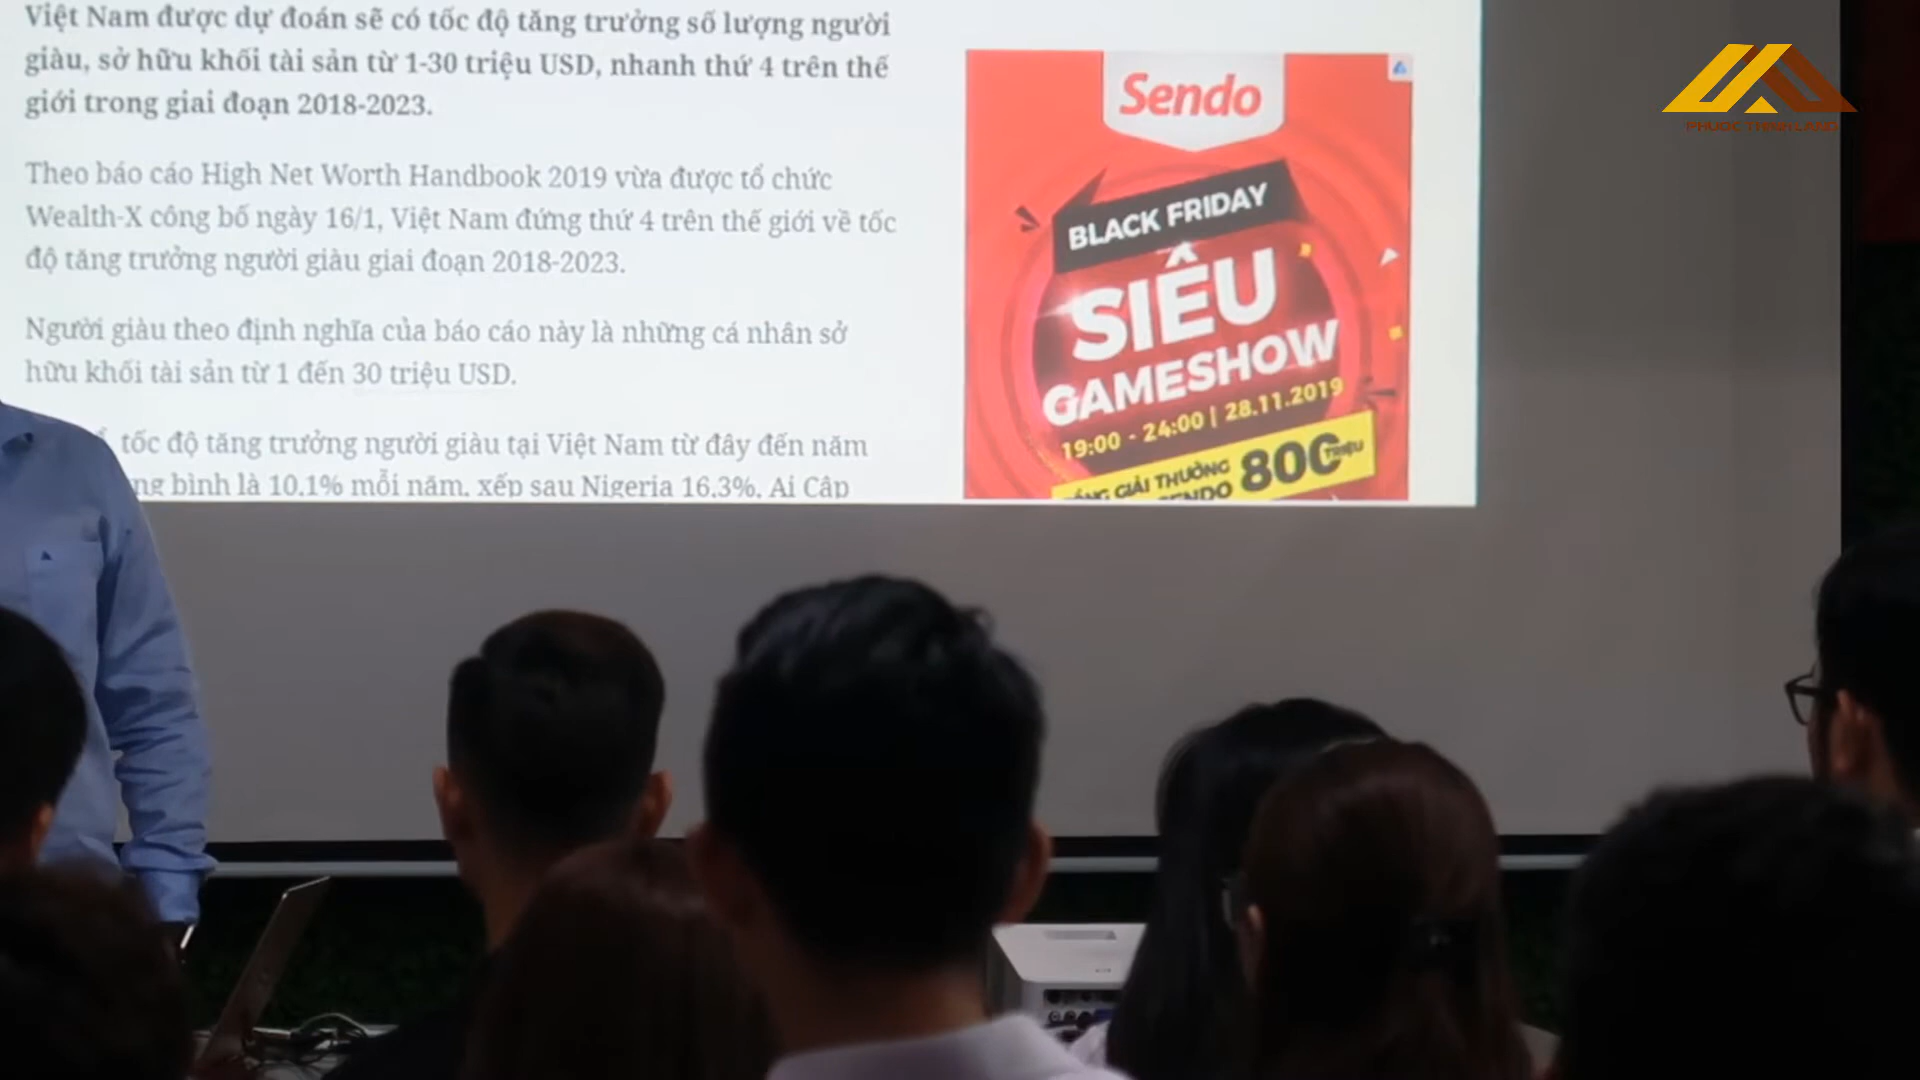 Việt Nam được dự đoán sẽ có tốc độ tăng trưởng số lượng người
giàu, sở hữu khối tài sản từ 1-30 triệu USD, nhanh thứ 4 trên thế
giới trong giai đoạn 2018-2023.
Theo báo cáo High Net Worth Handbook 2019 vừa được tổ chức
Wealth-X công bố ngày 16/1, Việt Nam đứng thứ 4 trên thế giới về tốc
độ tăng trưởng người giàu giai đoạn 2018-2023.
Người giàu theo định nghĩa của báo cáo này là những cá nhân sở
hữu khối tài sản từ 1 đến 30 triệu USD.
tốc độ tăng trưởng người giàu tại Việt Nam từ đây đến năm
bình là 10,1% mỗi năm, xếp sau Nigeria 16,3%, Ai Cập
Sendo
BLACK FRIDAY
SIÊU
GAMESHOW
19:00 - 24:00 | 28.11.2019
GIẢI THƯỞNG 800 TRIỆU
PHUOC THINH LAND